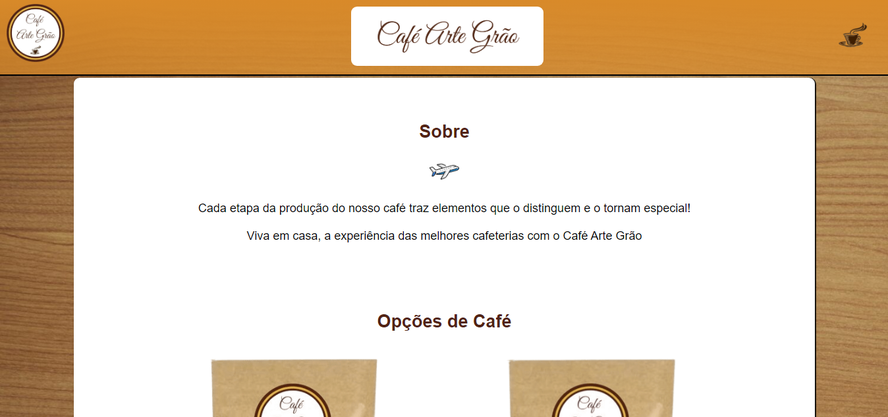 Café
Arte Grão
Café Arte Grão
Sobre
Cada etapa da produção do nosso café traz elementos que o distinguem e o tornam especial!
Viva em casa, a experiência das melhores cafeterias com o Café Arte Grão
Opções de Café
Café
Café